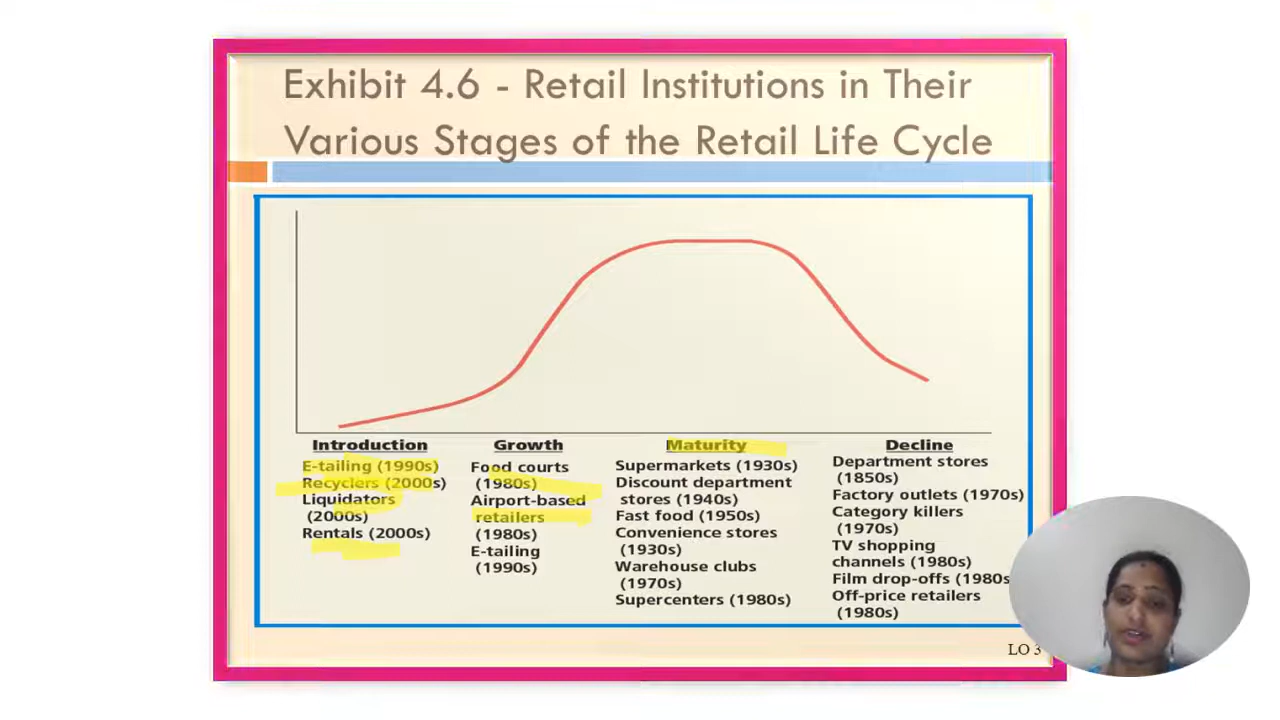 Exhibit 4.6 - Retail Institutions in Their
Various Stages of the Retail Life Cycle
Introduction
E-tailing (1990s)
Recyclers (2000s)
Liquidators
(2000s)
Rentals (2000s)
Growth
Food courts
(1980s)
Airport-based
retailers
(1980s)
E-tailing
(1990s)
Maturity
Supermarkets (1930s)
Discount department
stores (1940s)
Fast food (1950s)
Convenience stores
(1930s)
Warehouse clubs
(1970s)
Supercenters (1980s)
Decline
Department stores
(1850s)
Factory outlets (1970s)
Category killers
(1970s)
TV shopping
channels (1980s)
Film drop-offs (1980s
Off-price retailers
(1980s)
LO 3